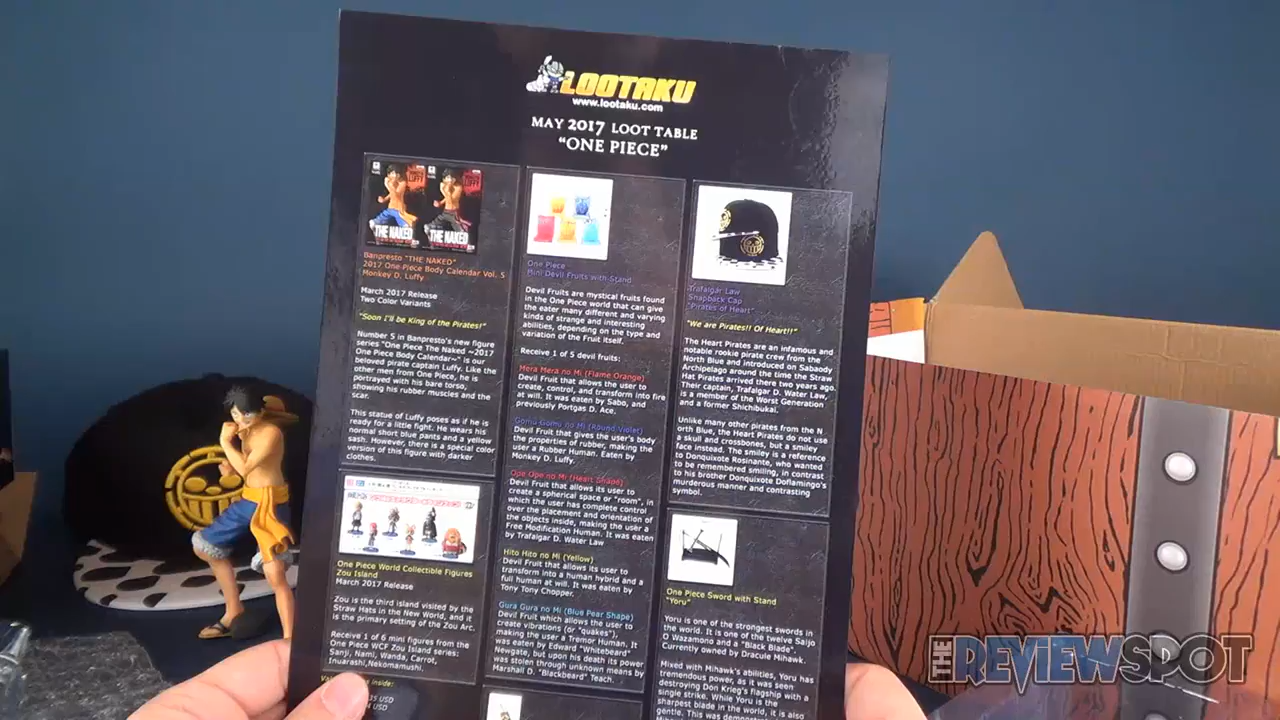 LOOTAKU
www.lootaku.com
MAY 2017 LOOT TABLE
"ONE PIECE"
THE NAKED
THE NAKED
Banpresto "THE NAKED"
2017 One Piece Body Calendar Vol. 5
Monkey D. Luffy
March 2017 Release
Two Color Variants
"Soon I'll be King of the Pirates!"
Number 5 in Banpresto's new figure
series "One Piece The Naked ~2017
One Piece Body Calendar~" is our
beloved pirate captain Luffy. Like the
other men from One Piece, he is
portrayed with his bare torso,
showing his rubber muscles and the
scar.
This statue of Luffy poses as if he is
ready for a little fight. He wears his
normal short blue pants and a yellow
sash. However, there is a special color
version of this figure with darker
clothes.
One Piece World Collectible Figures
Zou Island
March 2017 Release
Zou is the third island visited by the
Straw Hats in the New World, and it
is the primary setting of the Zou Arc.
Receive 1 of 6 mini figures from the
One Piece WCF Zou Island series:
Sanji, Nami, Wanda, Carrot,
Inuarashi,Nekomamushi.
One Piece
Mini Devil Fruits with Stand
Devil Fruits are mystical fruits found
in the One Piece world that can give
the eater many different and varying
kinds of strange and interesting
abilities, depending on the type and
variation of the Fruit itself.
Receive 1 of 5 devil fruits:
Mera Mera no Mi (Flame Orange)
Devil Fruit that allows the user to
create, control, and transform into fire
at will. It was eaten by Sabo, and
previously Portgas D. Ace.
Gomu Gomu no Mi (Round Violet)
Devil Fruit that gives the user's body
the properties of rubber, making the
user a Rubber Human. Eaten by
Monkey D. Luffy.
Ope Ope no Mi (Heart Shape)
Devil Fruit that allows its user to
create a spherical space or "room", in
which the user has complete control
over the placement and orientation of
the objects inside, making the user a
Free Modification Human. It was eaten
by Trafalgar D. Water Law
Hito Hito no Mi (Yellow)
Devil Fruit that allows its user to
transform into a human hybrid and a
full human at will. It was eaten by
Tony Tony Chopper.
Gura Gura no Mi (Blue Pear Shape)
Devil Fruit which allows the user to
create vibrations (or "quakes"),
making the user a Tremor Human. It
was eaten by Edward "Whitebeard"
Newgate, but upon his death its power
was stolen through unknown means by
Marshall D. "Blackbeard" Teach.
Trafalgar Law
Snapback Cap
"Pirates of Heart"
"We are Pirates!! Of Heart!!"
The Heart Pirates are an infamous and
notable rookie pirate crew from the
North Blue and introduced on Sabaody
Archipelago around the time the Straw
Hat Pirates arrived there two years ago.
Their captain, Trafalgar D. Water Law,
is a member of the Worst Generation
and a former Shichibukai.
Unlike many other pirates from the N
orth Blue, the Heart Pirates do not use
a skull and crossbones, but a smiley
face instead. The smiley is a reference
to Donquixote Rosinante, who wanted
to be remembered smiling, in contrast
to his brother Donquixote Doflamingo's
murderous manner and contrasting
symbol.
One Piece Sword with Stand
"Yoru"
Yoru is one of the strongest swords in
the world. It is one of the twelve Saijo
O Wazamono and a "Black Blade".
Currently owned by Dracule Mihawk.
Mixed with Mihawk's abilities, Yoru has
tremendous power, as it was seen
destroying Don Krieg's flagship with a
single strike. While Yoru is the
sharpest blade in the world, it is also
THE REVIEWSPOT